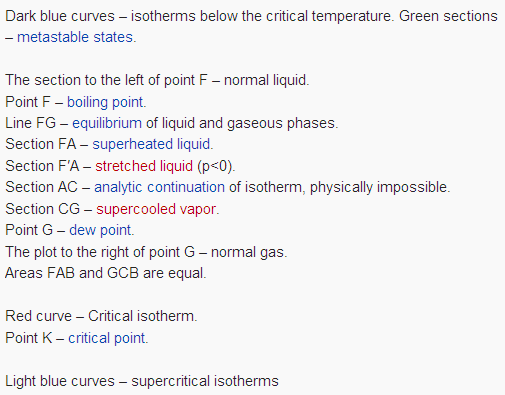 Dark blue curves – isotherms below the critical temperature. Green sections
– metastable states.
The section to the left of point F – normal liquid.
Point F – boiling point.
Line FG – equilibrium of liquid and gaseous phases.
Section FA – superheated liquid.
Section F′A – stretched liquid (p<0).
Section AC – analytic continuation of isotherm, physically impossible.
Section CG – supercooled vapor.
Point G – dew point.
The plot to the right of point G – normal gas.
Areas FAB and GCB are equal.
Red curve – Critical isotherm.
Point K – critical point.
Light blue curves – supercritical isotherms